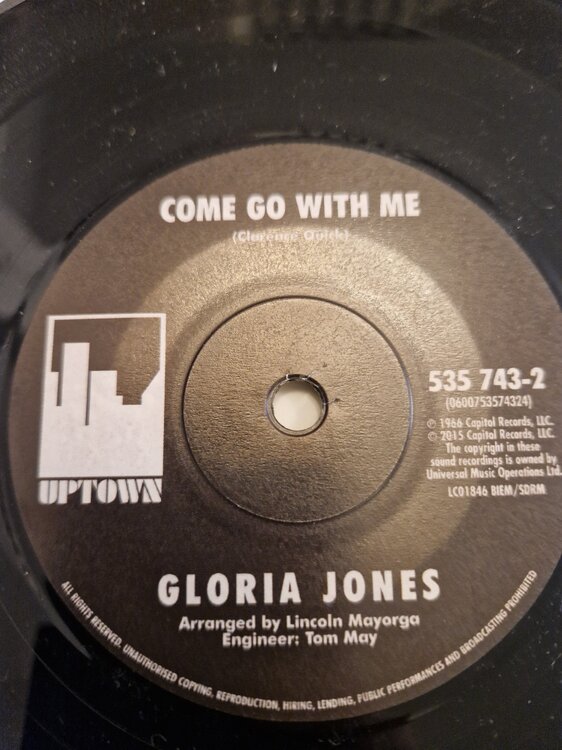 COME GO WITH ME
(Clarence Quick)
UPTOWN
535 743-2
(0600753574324)
℗ 1966 Capitol Records, LLC.
© 2015 Capitol Records, LLC.
The copyright in these
sound recordings is owned by
Universal Music Operations Ltd.
LC01846 BIEM/SDRM
GLORIA JONES
Arranged by Lincoln Mayorga
Engineer: Tom May
ALL RIGHTS RESERVED. UNAUTHORISED COPYING, REPRODUCTION, HIRING, LENDING, PUBLIC PERFORMANCES AND BROADCASTING PROHIBITED